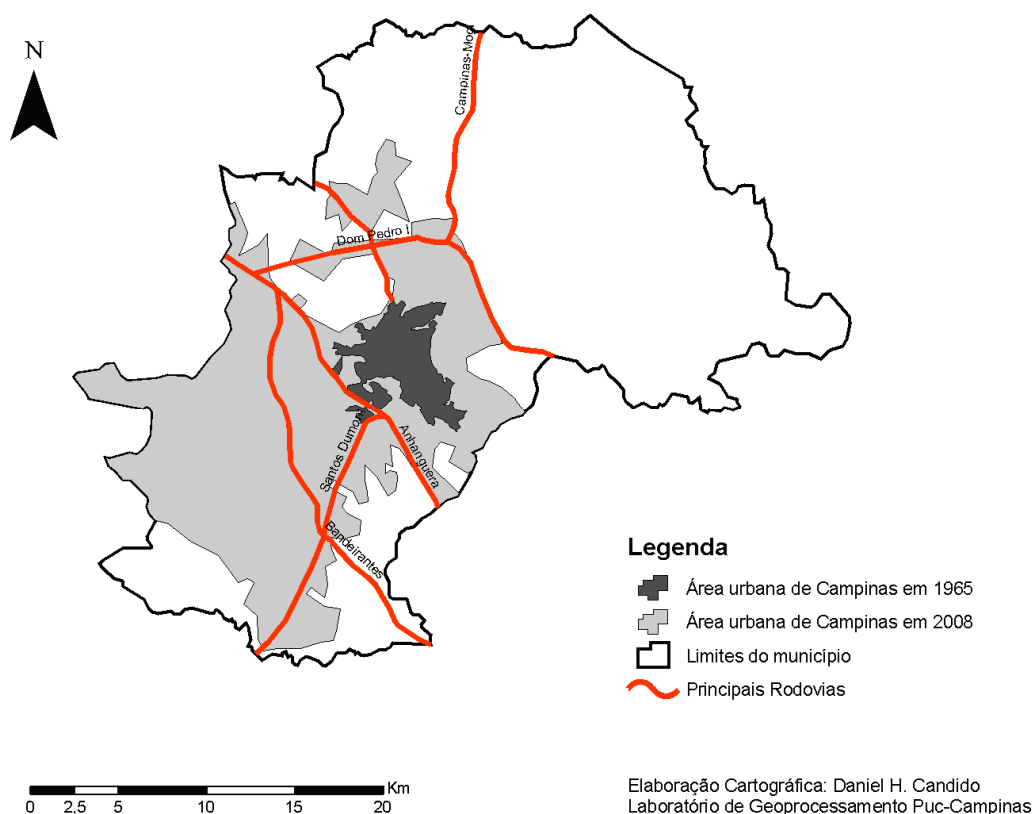 N
Campinas-Mogi
Dom Pedro I
Santos Dumont
Anhanguera
Bandeirantes
Legenda
Área urbana de Campinas em 1965
Área urbana de Campinas em 2008
Limites do município
Principais Rodovias
Km
0 2,5 5 10 15 20
Elaboração Cartográfica: Daniel H. Candido
Laboratório de Geoprocessamento Puc-Campinas